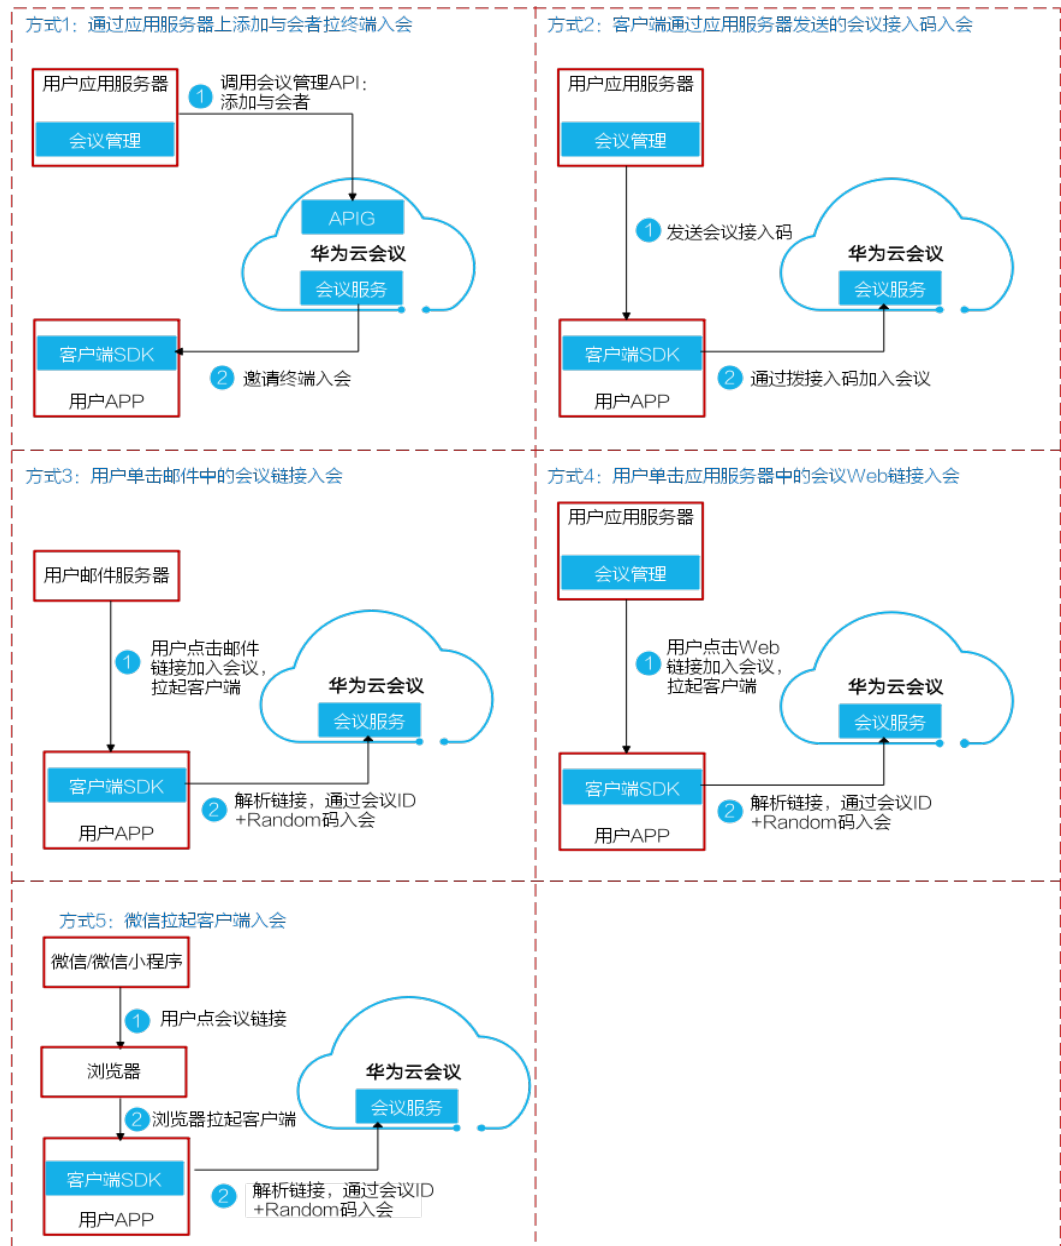 方式1：通过应用服务器上添加与会者拉终端入会
用户应用服务器
会议管理
1
调用会议管理API：
添加与会者
APIG
华为云会议
会议服务
客户端SDK
用户APP
2
邀请终端入会
方式2：客户端通过应用服务器发送的会议接入码入会
用户应用服务器
会议管理
1
发送会议接入码
华为云会议
会议服务
客户端SDK
用户APP
2
通过拨接入码加入会议
方式3：用户单击邮件中的会议链接入会
用户邮件服务器
1
用户点击邮件
链接加入会议，
拉起客户端
华为云会议
会议服务
客户端SDK
用户APP
2
解析链接，通过会议ID
+Random码入会
方式4：用户单击应用服务器中的会议Web链接入会
用户应用服务器
会议管理
1
用户点击Web
链接加入会议，
拉起客户端
华为云会议
会议服务
客户端SDK
用户APP
2
解析链接，通过会议ID
+Random码入会
方式5：微信拉起客户端入会
微信/微信小程序
1
用户点会议链接
浏览器
2
浏览器拉起客户端
华为云会议
会议服务
客户端SDK
用户APP
2
解析链接，通过会议ID
+Random码入会